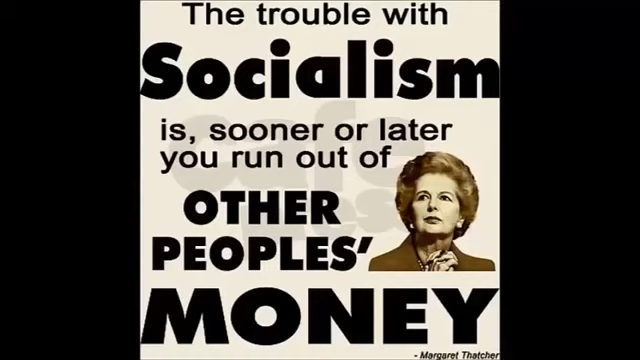 The trouble with
Socialism
is, sooner or later
you run out of
OTHER
PEOPLES'
MONEY
- Margaret Thatcher